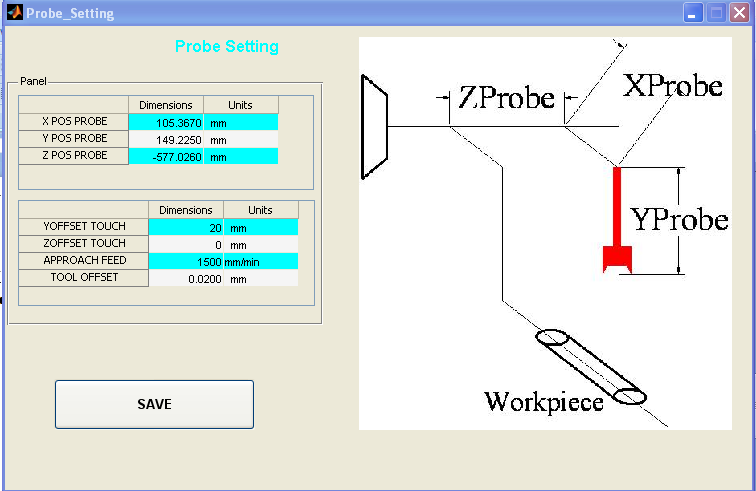 Probe_Setting
Probe Setting
Panel
Dimensions Units
X POS PROBE 105.3670 mm
Y POS PROBE 149.2250 mm
Z POS PROBE -577.0260 mm
Dimensions Units
YOFFSET TOUCH 20 mm
ZOFFSET TOUCH 0 mm
APPROACH FEED 1500 mm/min
TOOL OFFSET 0.0200 mm
SAVE
ZProbe
XProbe
YProbe
Workpiece